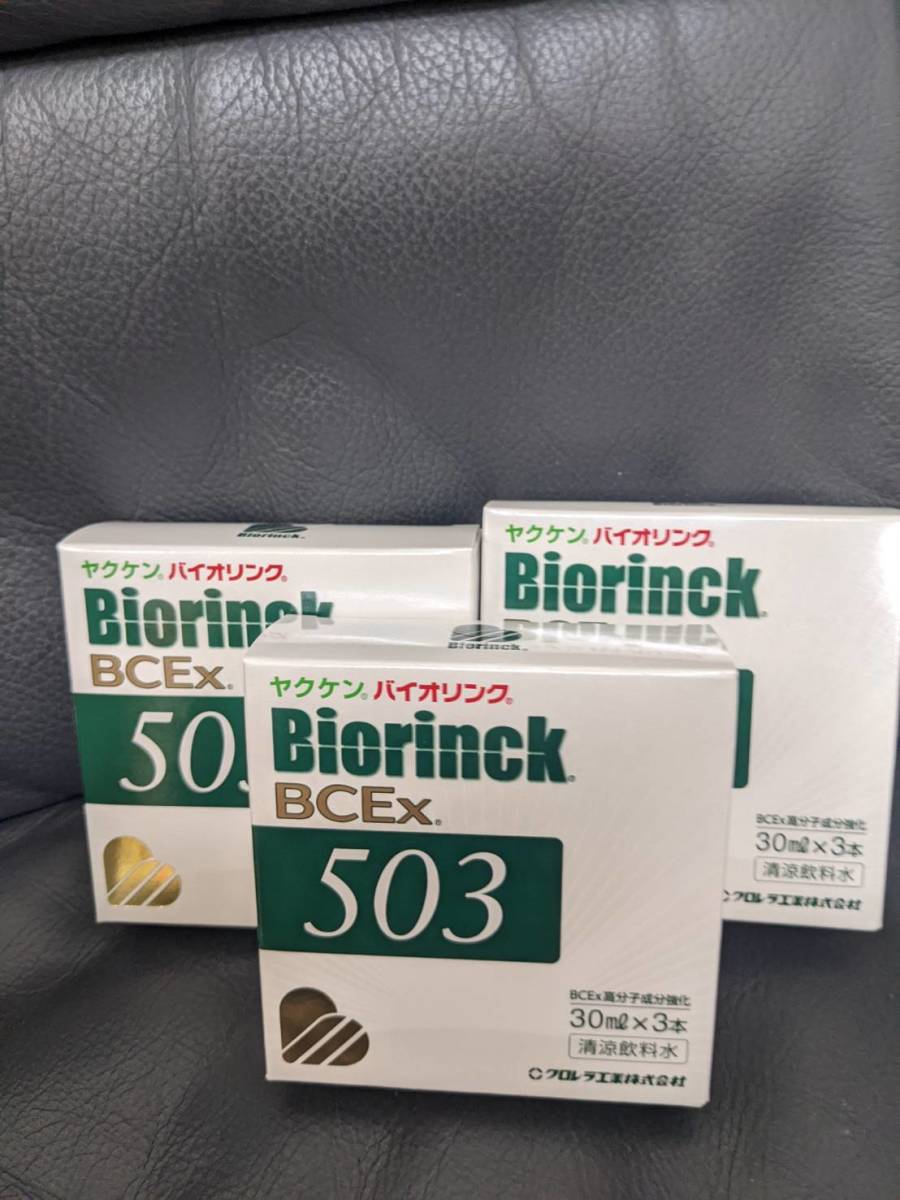 Biorinck.
ヤクケン® バイオリンク®
Biorinck
BCEx®
50
ヤクケン® バイオリンク®
Biorinck®
BCEx高分子成分強化
30㎖×3本
清涼飲料水
クロレラ工業株式会社
Biorinck.
ヤクケン® バイオリンク®
Biorinck®
BCEx®
503
BCEx高分子成分強化
30㎖×3本
清涼飲料水
クロレラ工業株式会社